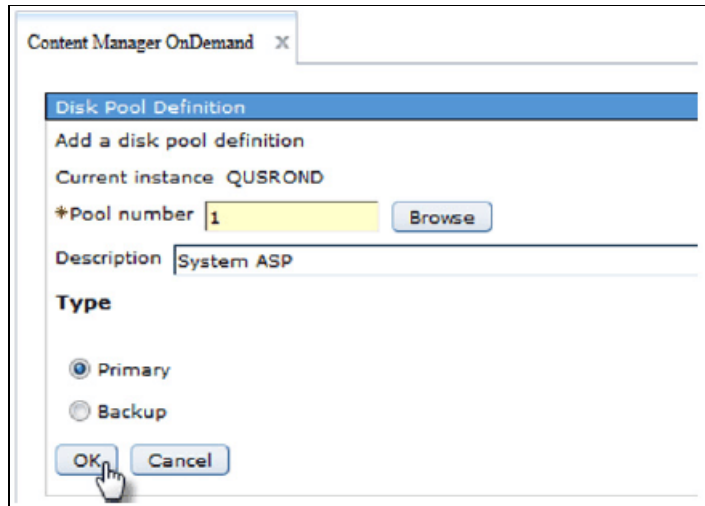 Content Manager OnDemand X
Disk Pool Definition
Add a disk pool definition
Current instance QUSROND
*Pool number 1 Browse
Description System ASP
Type
Primary
Backup
OK Cancel